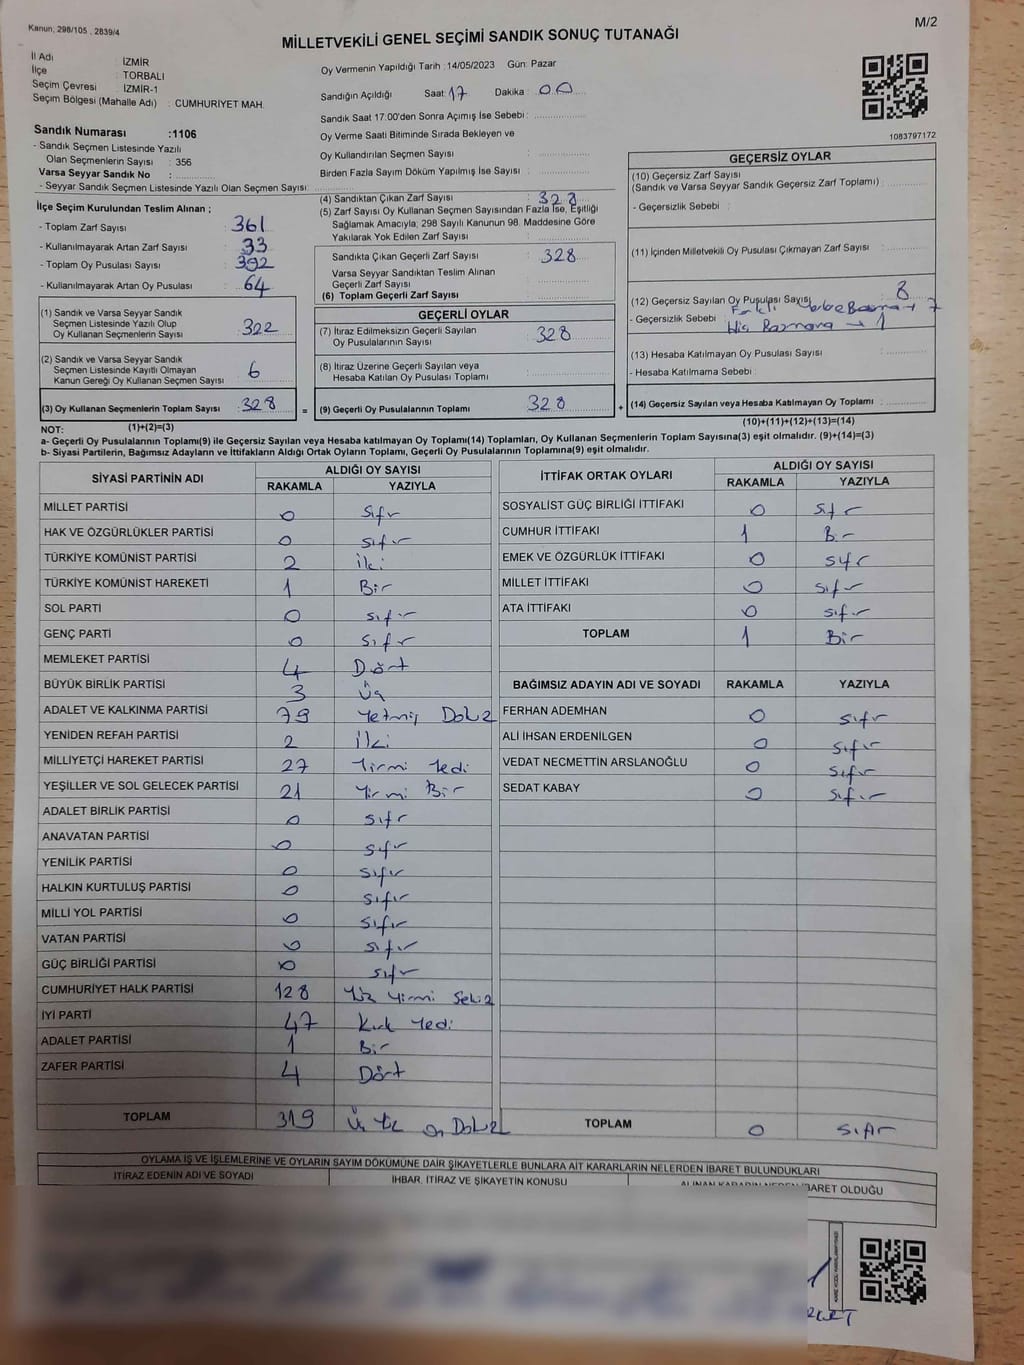 Kanun, 298/105 , 2839/4
M/2
MİLLETVEKİLİ GENEL SEÇİMİ SANDIK SONUÇ TUTANAĞI
İl Adı : İZMİR
İlçe : TORBALI
Seçim Çevresi : İZMİR-1
Seçim Bölgesi (Mahalle Adı) : CUMHURİYET MAH.
Sandık Numarası :1106
- Sandık Seçmen Listesinde Yazılı
Olan Seçmenlerin Sayısı : 356
Varsa Seyyar Sandık No :
- Seyyar Sandık Seçmen Listesinde Yazılı Olan Seçmen Sayısı:
Oy Vermenin Yapıldığı Tarih :14/05/2023 Gün: Pazar
Sandığın Açıldığı Saat: 17 Dakika : 00
Sandık Saat 17.00'den Sonra Açımış İse Sebebi :
Oy Verme Saati Bitiminde Sırada Bekleyen ve
Oy Kullandırılan Seçmen Sayısı :
Birden Fazla Sayım Döküm Yapılmış İse Sayısı :
1083797172
İlçe Seçim Kurulundan Teslim Alınan ;
- Toplam Zarf Sayısı : 361
- Kullanılmayarak Artan Zarf Sayısı : 33
- Toplam Oy Pusulası Sayısı : 392
- Kullanılmayarak Artan Oy Pusulası : 64
(1) Sandık ve Varsa Seyyar Sandık
Seçmen Listesinde Yazılı Olup
Oy Kullanan Seçmenlerin Sayısı : 322
(2) Sandık ve Varsa Seyyar Sandık
Seçmen Listesinde Kayıtlı Olmayan
Kanun Gereği Oy Kullanan Seçmen Sayısı : 6
(3) Oy Kullanan Seçmenlerin Toplam Sayısı : 328
(4) Sandıktan Çıkan Zarf Sayısı : 328
(5) Zarf Sayısı Oy Kullanan Seçmen Sayısından Fazla İse, Eşitliği
Sağlamak Amacıyla; 298 Sayılı Kanunun 98. Maddesine Göre
Yakılarak Yok Edilen Zarf Sayısı :
Sandıkta Çıkan Geçerli Zarf Sayısı : 328
Varsa Seyyar Sandıktan Teslim Alınan
Geçerli Zarf Sayısı :
(6) Toplam Geçerli Zarf Sayısı :
GEÇERLİ OYLAR
(7) İtiraz Edilmeksizin Geçerli Sayılan
Oy Pusulalarının Sayısı : 328
(8) İtiraz Üzerine Geçerli Sayılan veya
Hesaba Katılan Oy Pusulası Toplamı :
= (9) Geçerli Oy Pusulalarının Toplamı 328 +
GEÇERSİZ OYLAR
(10) Geçersiz Zarf Sayısı
(Sandık ve Varsa Seyyar Sandık Geçersiz Zarf Toplamı) :
- Geçersizlik Sebebi :
(11) İçinden Milletvekili Oy Pusulası Çıkmayan Zarf Sayısı :
(12) Geçersiz Sayılan Oy Pusulası Sayısı 8
- Geçersizlik Sebebi : Farklı Basma → 7
Hiç Basmama → 1
(13) Hesaba Katılmayan Oy Pusulası Sayısı :
- Hesaba Katılmama Sebebi :
(14) Geçersiz Sayılan veya Hesaba Katılmayan Oy Toplamı :
NOT: (1)+(2)=(3)
(10)+(11)+(12)+(13)=(14)
a- Geçerli Oy Pusulalarının Toplamı(9) ile Geçersiz Sayılan veya Hesaba katılmayan Oy Toplamı(14) Toplamları, Oy Kullanan Seçmenlerin Toplam Sayısına(3) eşit olmalıdır. (9)+(14)=(3)
b- Siyasi Partilerin, Bağımsız Adayların ve İttifakların Aldığı Ortak Oyların Toplamı, Geçerli Oy Pusulalarının Toplamına(9) eşit olmalıdır.
SİYASİ PARTİNİN ADI ALDIĞI OY SAYISI
RAKAMLA YAZIYLA
MİLLET PARTİSİ 0 Sıfır
HAK VE ÖZGÜRLÜKLER PARTİSİ 0 sıfır
TÜRKİYE KOMÜNİST PARTİSİ 2 iki
TÜRKİYE KOMÜNİST HAREKETİ 1 Bir
SOL PARTİ 0 sıfır
GENÇ PARTİ 0 sıfır
MEMLEKET PARTİSİ 4 Dört
BÜYÜK BİRLİK PARTİSİ 3 Üç
ADALET VE KALKINMA PARTİSİ 79 Yetmiş Dokuz
YENİDEN REFAH PARTİSİ 2 iki
MİLLİYETÇİ HAREKET PARTİSİ 27 Yirmi Yedi
YEŞİLLER VE SOL GELECEK PARTİSİ 21 Yirmi Bir
ADALET BİRLİK PARTİSİ 0 sıfır
ANAVATAN PARTİSİ 0 sıfır
YENİLİK PARTİSİ 0 sıfır
HALKIN KURTULUŞ PARTİSİ 0 sıfır
MİLLİ YOL PARTİSİ 0 sıfır
VATAN PARTİSİ 0 sıfır
GÜÇ BİRLİĞİ PARTİSİ 0 sıfır
CUMHURİYET HALK PARTİSİ 128 Yüz Yirmi Sekiz
İYİ PARTİ 47 Kırk Yedi
ADALET PARTİSİ 1 Bir
ZAFER PARTİSİ 4 Dört
TOPLAM 319 Üç Yüz On Dokuz
İTTİFAK ORTAK OYLARI ALDIĞI OY SAYISI
RAKAMLA YAZIYLA
SOSYALİST GÜÇ BİRLİĞİ İTTİFAKI 0 Sıfır
CUMHUR İTTİFAKI 1 Bir
EMEK VE ÖZGÜRLÜK İTTİFAKI 0 sıfır
MİLLET İTTİFAKI 0 sıfır
ATA İTTİFAKI 0 sıfır
TOPLAM 1 Bir
BAĞIMSIZ ADAYIN ADI VE SOYADI RAKAMLA YAZIYLA
FERHAN ADEMHAN 0 sıfır
ALİ İHSAN ERDENİLGEN 0 sıfır
VEDAT NECMETTİN ARSLANOĞLU 0 sıfır
SEDAT KABAY 0 sıfır
TOPLAM 0 sıfır
OYLAMA İŞ VE İŞLEMLERİNE VE OYLARIN SAYIM DÖKÜMÜNE DAİR ŞİKAYETLERLE BUNLARA AİT KARARLARIN NELERDEN İBARET BULUNDUKLARI
İTİRAZ EDENİN ADI VE SOYADI
İHBAR, İTİRAZ VE ŞİKAYETİN KONUSU
ALINAN KARARIN NEDEN İBARET OLDUĞU